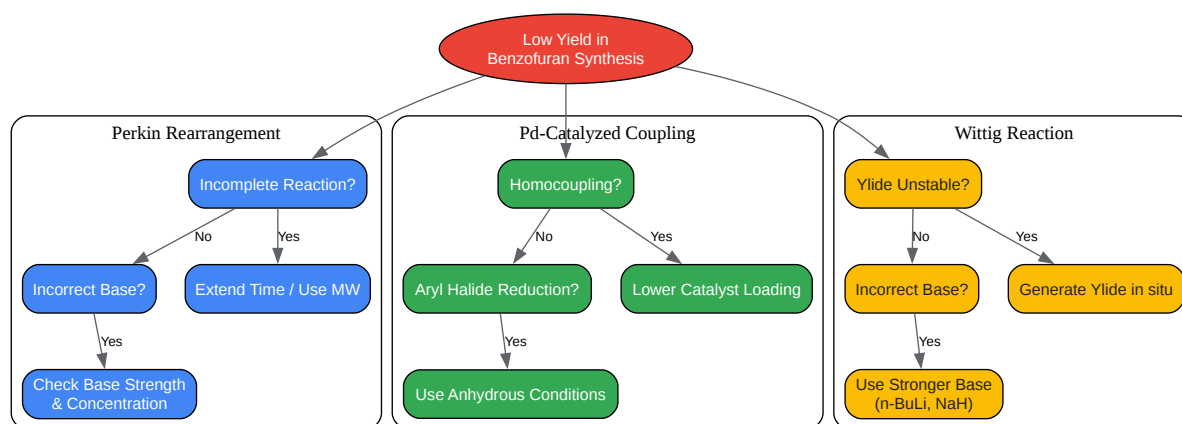 Low Yield in
Benzofuran Synthesis
Perkin Rearrangement
Pd-Catalyzed Coupling
Wittig Reaction
Incomplete Reaction?
Homocoupling?
Ylide Unstable?
No
Yes
No
Yes
No
Yes
Incorrect Base?
Extend Time / Use MW
Aryl Halide Reduction?
Lower Catalyst Loading
Incorrect Base?
Generate Ylide in situ
Yes
Yes
Yes
Check Base Strength
& Concentration
Use Anhydrous Conditions
Use Stronger Base
(n-BuLi, NaH)